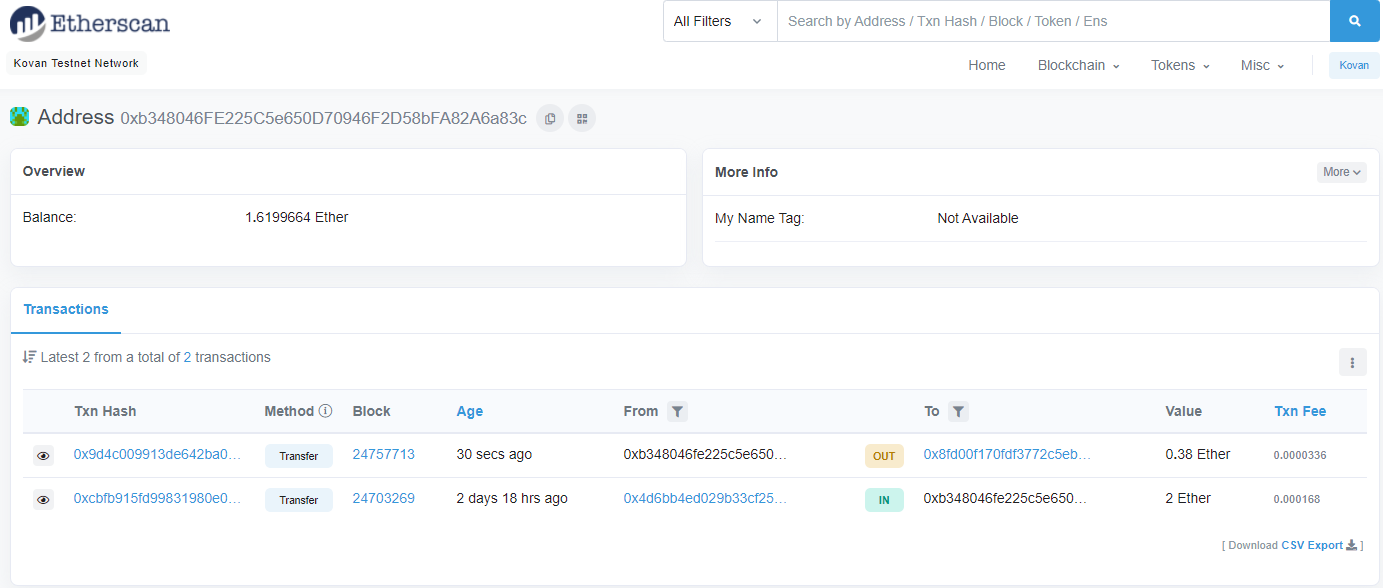 Etherscan
All Filters
Search by Address / Txn Hash / Block / Token / Ens
Kovan Testnet Network
Home Blockchain Tokens Misc Kovan
Address 0xb348046FE225C5e650D70946F2D58bFA82A6a83c
Overview
Balance: 1.6199664 Ether
More Info More
My Name Tag: Not Available
Transactions
Latest 2 from a total of 2 transactions
Txn Hash Method Block Age From To Value Txn Fee
0x9d4c009913de642ba0... Transfer 24757713 30 secs ago 0xb348046fe225c5e650... OUT 0x8fd00f170fdf3772c5eb... 0.38 Ether 0.0000336
0xcbfb915fd99831980e0... Transfer 24703269 2 days 18 hrs ago 0x4d6bb4ed029b33cf25... IN 0xb348046fe225c5e650... 2 Ether 0.000168
[ Download CSV Export ]